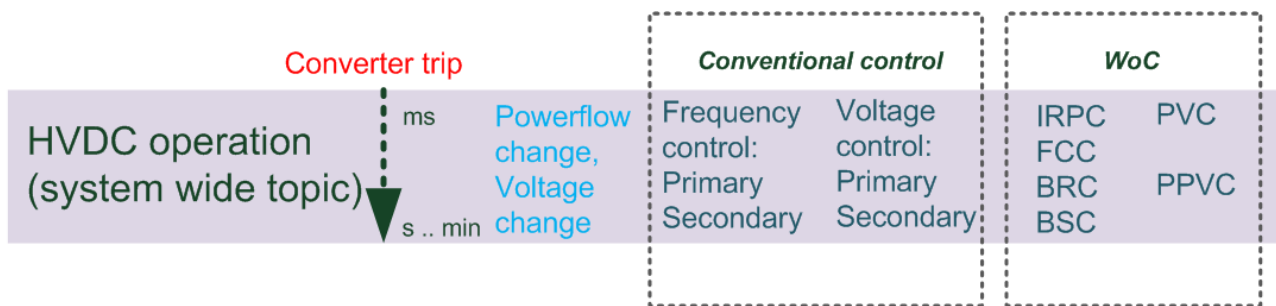 Converter trip
Conventional control
WoC
HVDC operation
(system wide topic)
ms
s .. min
Powerflow
change,
Voltage
change
Frequency
control:
Primary
Secondary
Voltage
control:
Primary
Secondary
IRPC
FCC
BRC
BSC
PVC
PPVC